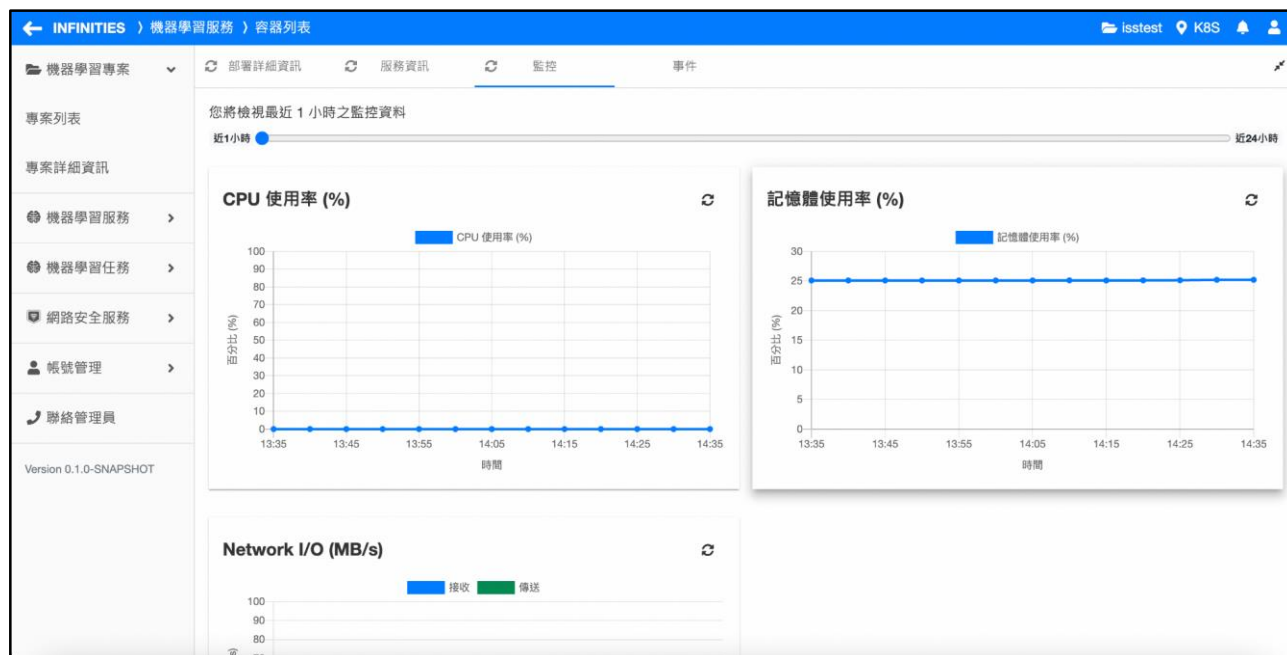 INFINITIES 〉機器學習服務 〉容器列表
isstest K8S
機器學習專案
專案列表
專案詳細資訊
機器學習服務
機器學習任務
網路安全服務
帳號管理
聯絡管理員
Version 0.1.0-SNAPSHOT
部署詳細資訊 服務資訊 監控 事件
您將檢視最近 1 小時之監控資料
近1小時 近24小時
CPU 使用率 (%)
CPU 使用率 (%)
百分比 (%)
100
90
80
70
60
50
40
30
20
10
0
13:35 13:45 13:55 14:05 14:15 14:25 14:35
時間
記憶體使用率 (%)
記憶體使用率 (%)
百分比 (%)
30
25
20
15
10
5
0
13:35 13:45 13:55 14:05 14:15 14:25 14:35
時間
Network I/O (MB/s)
接收 傳送
100
90
80